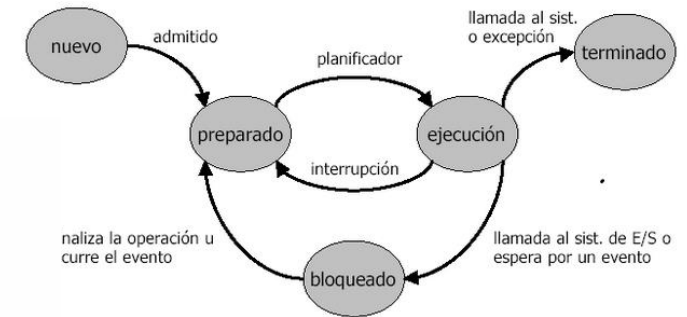 llamada al sist.
o excepción
nuevo
admitido
terminado
planificador
preparado
ejecución
interrupción
naliza la operación u
curre el evento
llamada al sist. de E/S o
espera por un evento
bloqueado